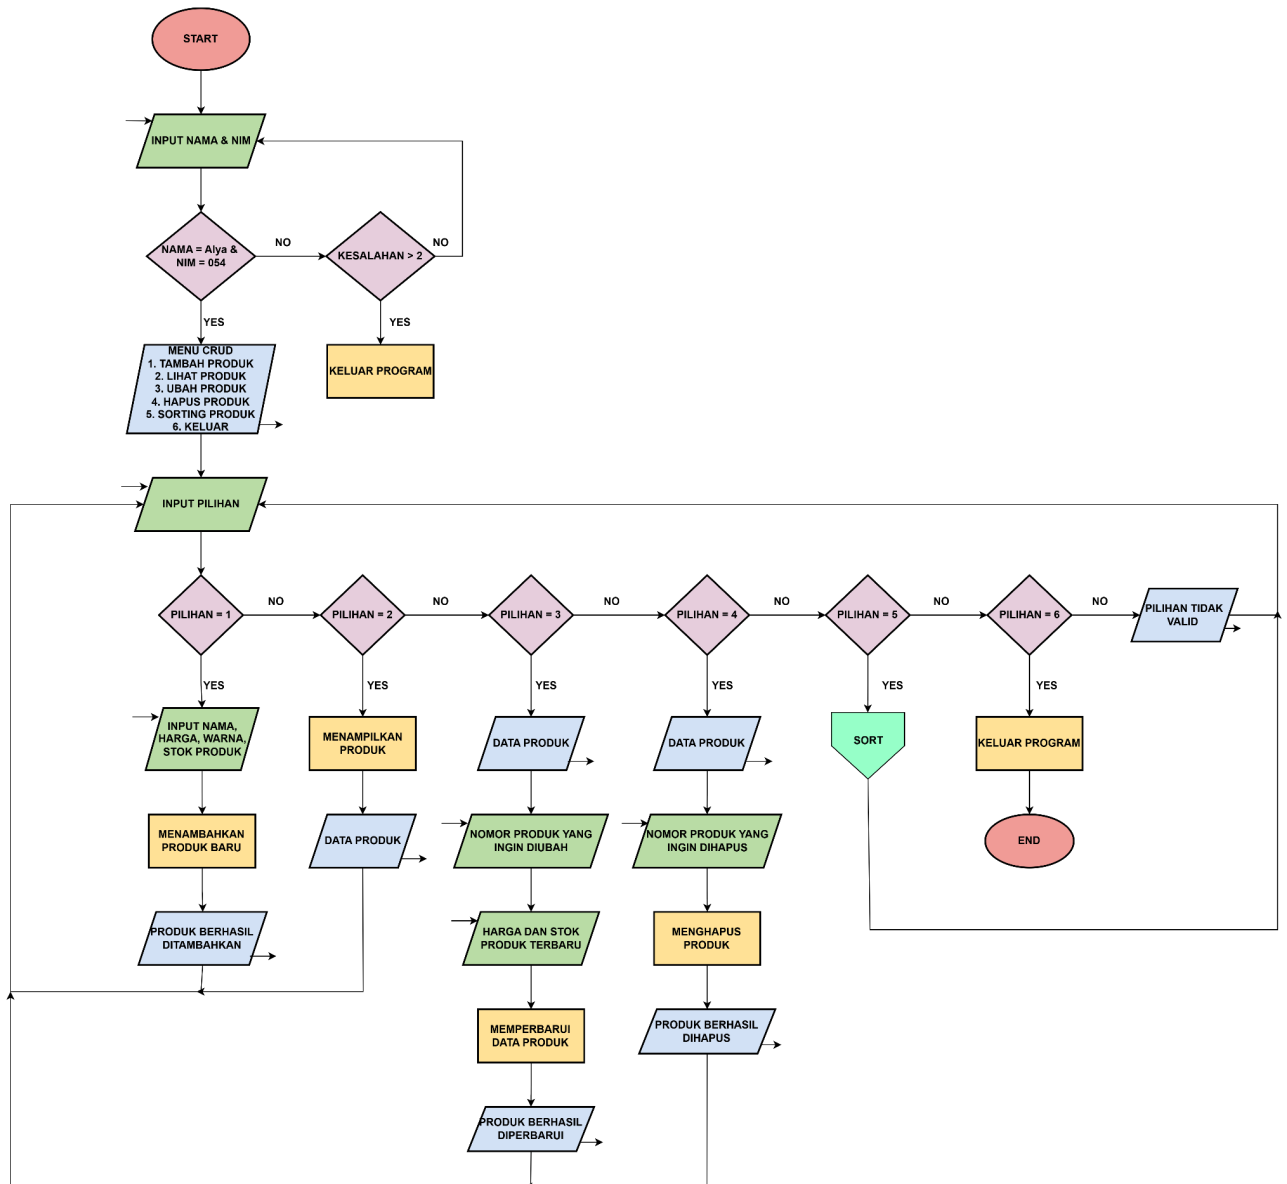 START
INPUT NAMA & NIM
NAMA = Alya &
NIM = 054
NO
KESALAHAN > 2
NO
YES
YES
MENU CRUD
1. TAMBAH PRODUK
2. LIHAT PRODUK
3. UBAH PRODUK
4. HAPUS PRODUK
5. SORTING PRODUK
6. KELUAR
KELUAR PROGRAM
INPUT PILIHAN
PILIHAN = 1
NO
PILIHAN = 2
NO
PILIHAN = 3
NO
PILIHAN = 4
NO
PILIHAN = 5
NO
PILIHAN = 6
NO
PILIHAN TIDAK
VALID
YES
YES
YES
YES
YES
YES
INPUT NAMA,
HARGA, WARNA,
STOK PRODUK
MENAMPILKAN
PRODUK
DATA PRODUK
DATA PRODUK
SORT
KELUAR PROGRAM
MENAMBAHKAN
PRODUK BARU
DATA PRODUK
NOMOR PRODUK YANG
INGIN DIUBAH
NOMOR PRODUK YANG
INGIN DIHAPUS
END
PRODUK BERHASIL
DITAMBAHKAN
HARGA DAN STOK
PRODUK TERBARU
MENGHAPUS
PRODUK
MEMPERBARUI
DATA PRODUK
PRODUK BERHASIL
DIHAPUS
PRODUK BERHASIL
DIPERBARUI